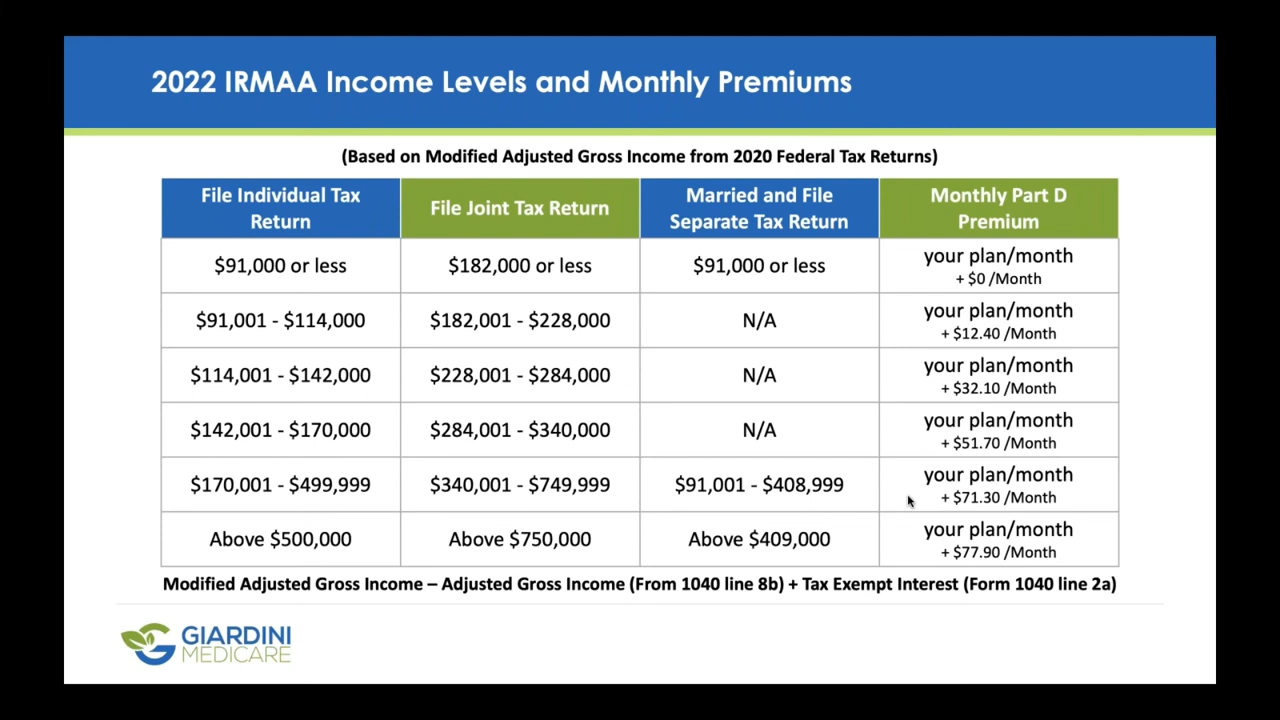 2022 IRMAA Income Levels and Monthly Premiums
(Based on Modified Adjusted Gross Income from 2020 Federal Tax Returns)
File Individual Tax
Return
File Joint Tax Return
Married and File
Separate Tax Return
Monthly Part D
Premium
$91,000 or less
$182,000 or less
$91,000 or less
your plan/month
+ $0 /Month
$91,001 - $114,000
$182,001 - $228,000
N/A
your plan/month
+ $12.40 /Month
$114,001 - $142,000
$228,001 - $284,000
N/A
your plan/month
+ $32.10 /Month
$142,001 - $170,000
$284,001 - $340,000
N/A
your plan/month
+ $51.70 /Month
$170,001 - $499,999
$340,001 - $749,999
$91,001 - $408,999
your plan/month
+ $71.30 /Month
Above $500,000
Above $750,000
Above $409,000
your plan/month
+ $77.90 /Month
Modified Adjusted Gross Income – Adjusted Gross Income (From 1040 line 8b) + Tax Exempt Interest (Form 1040 line 2a)
GIARDINI
MEDICARE